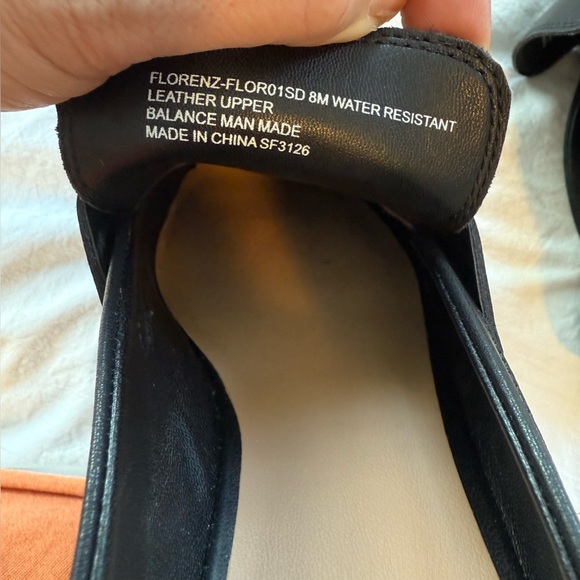 FLORENZ-FLOR01SD 8M WATER RESISTANT
LEATHER UPPER
BALANCE MAN MADE
MADE IN CHINA SF3126